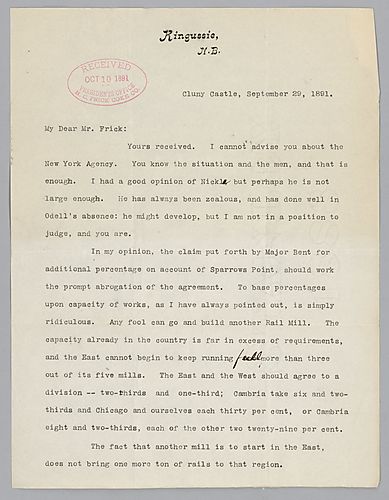 Kingussie,
N.B.
RECEIVED
OCT 10 1891
PRESIDENTS OFFICE
H. C. FRICK COKE CO.
Cluny Castle, September 29, 1891.
My Dear Mr. Frick:
Yours received. I cannot advise you about the
New York Agency. You know the situation and the men, and that is
enough. I had a good opinion of Nickle but perhaps he is not
large enough. He has always been zealous, and has done well in
Odell's absence: he might develop, but I am not in a position to
judge, and you are.
In my opinion, the claim put forth by Major Bent for
additional percentage on account of Sparrows Point, should work
the prompt abrogation of the agreement. To base percentages
upon capacity of works, as I have always pointed out, is simply
ridiculous. Any fool can go and build another Rail Mill. The
capacity already in the country is far in excess of requirements,
and the East cannot begin to keep running full more than three
out of its five mills. The East and the West should agree to a
division -- two-thirds and one-third; Cambria take six and two-
thirds and Chicago and ourselves each thirty per cent, or Cambria
eight and two-thirds, each of the other two twenty-nine per cent.
The fact that another mill is to start in the East,
does not bring one more ton of rails to that region.